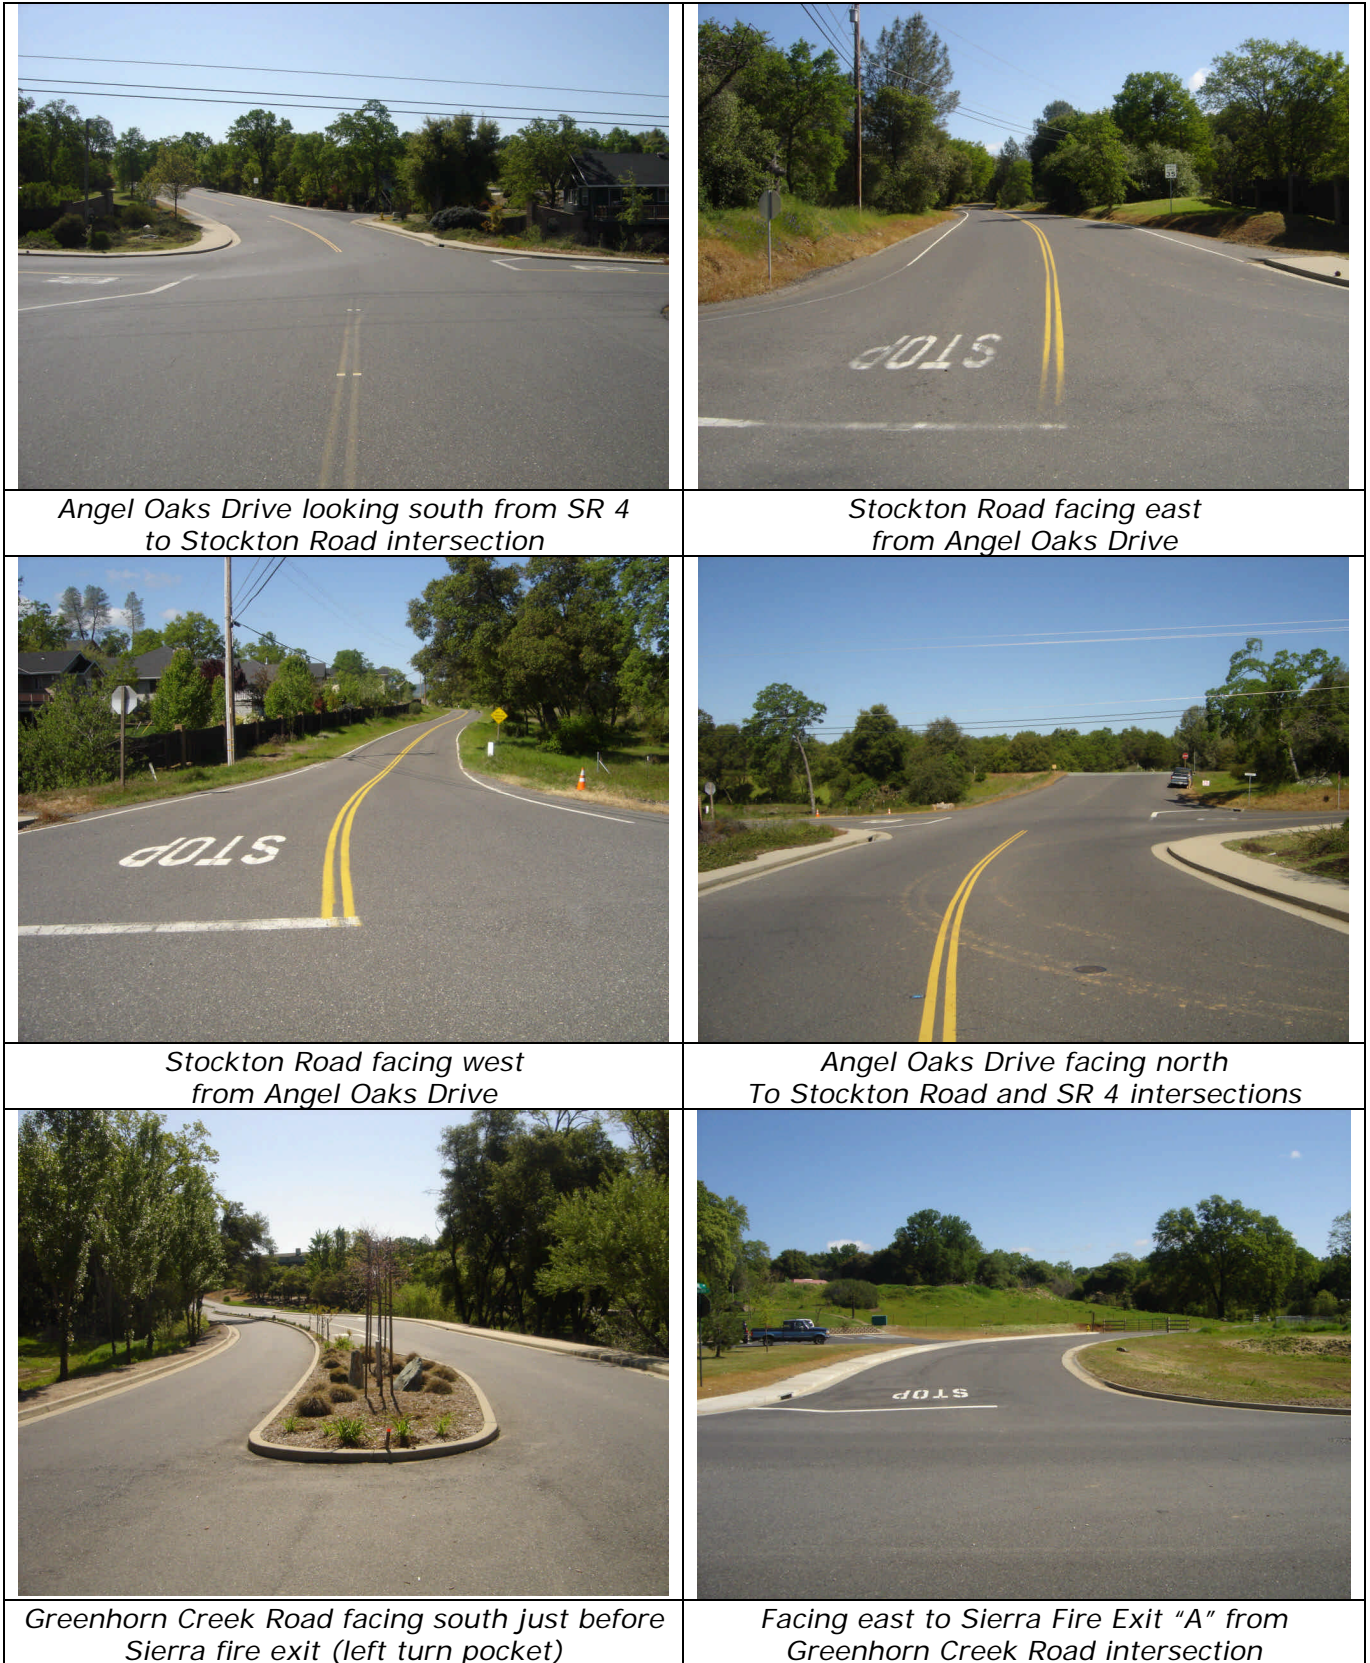 Angel Oaks Drive looking south from SR 4
to Stockton Road intersection
STOP
35
Stockton Road facing east
from Angel Oaks Drive
STOP
Stockton Road facing west
from Angel Oaks Drive
Angel Oaks Drive facing north
To Stockton Road and SR 4 intersections
Greenhorn Creek Road facing south just before
Sierra fire exit (left turn pocket)
STOP
Facing east to Sierra Fire Exit “A” from
Greenhorn Creek Road intersection